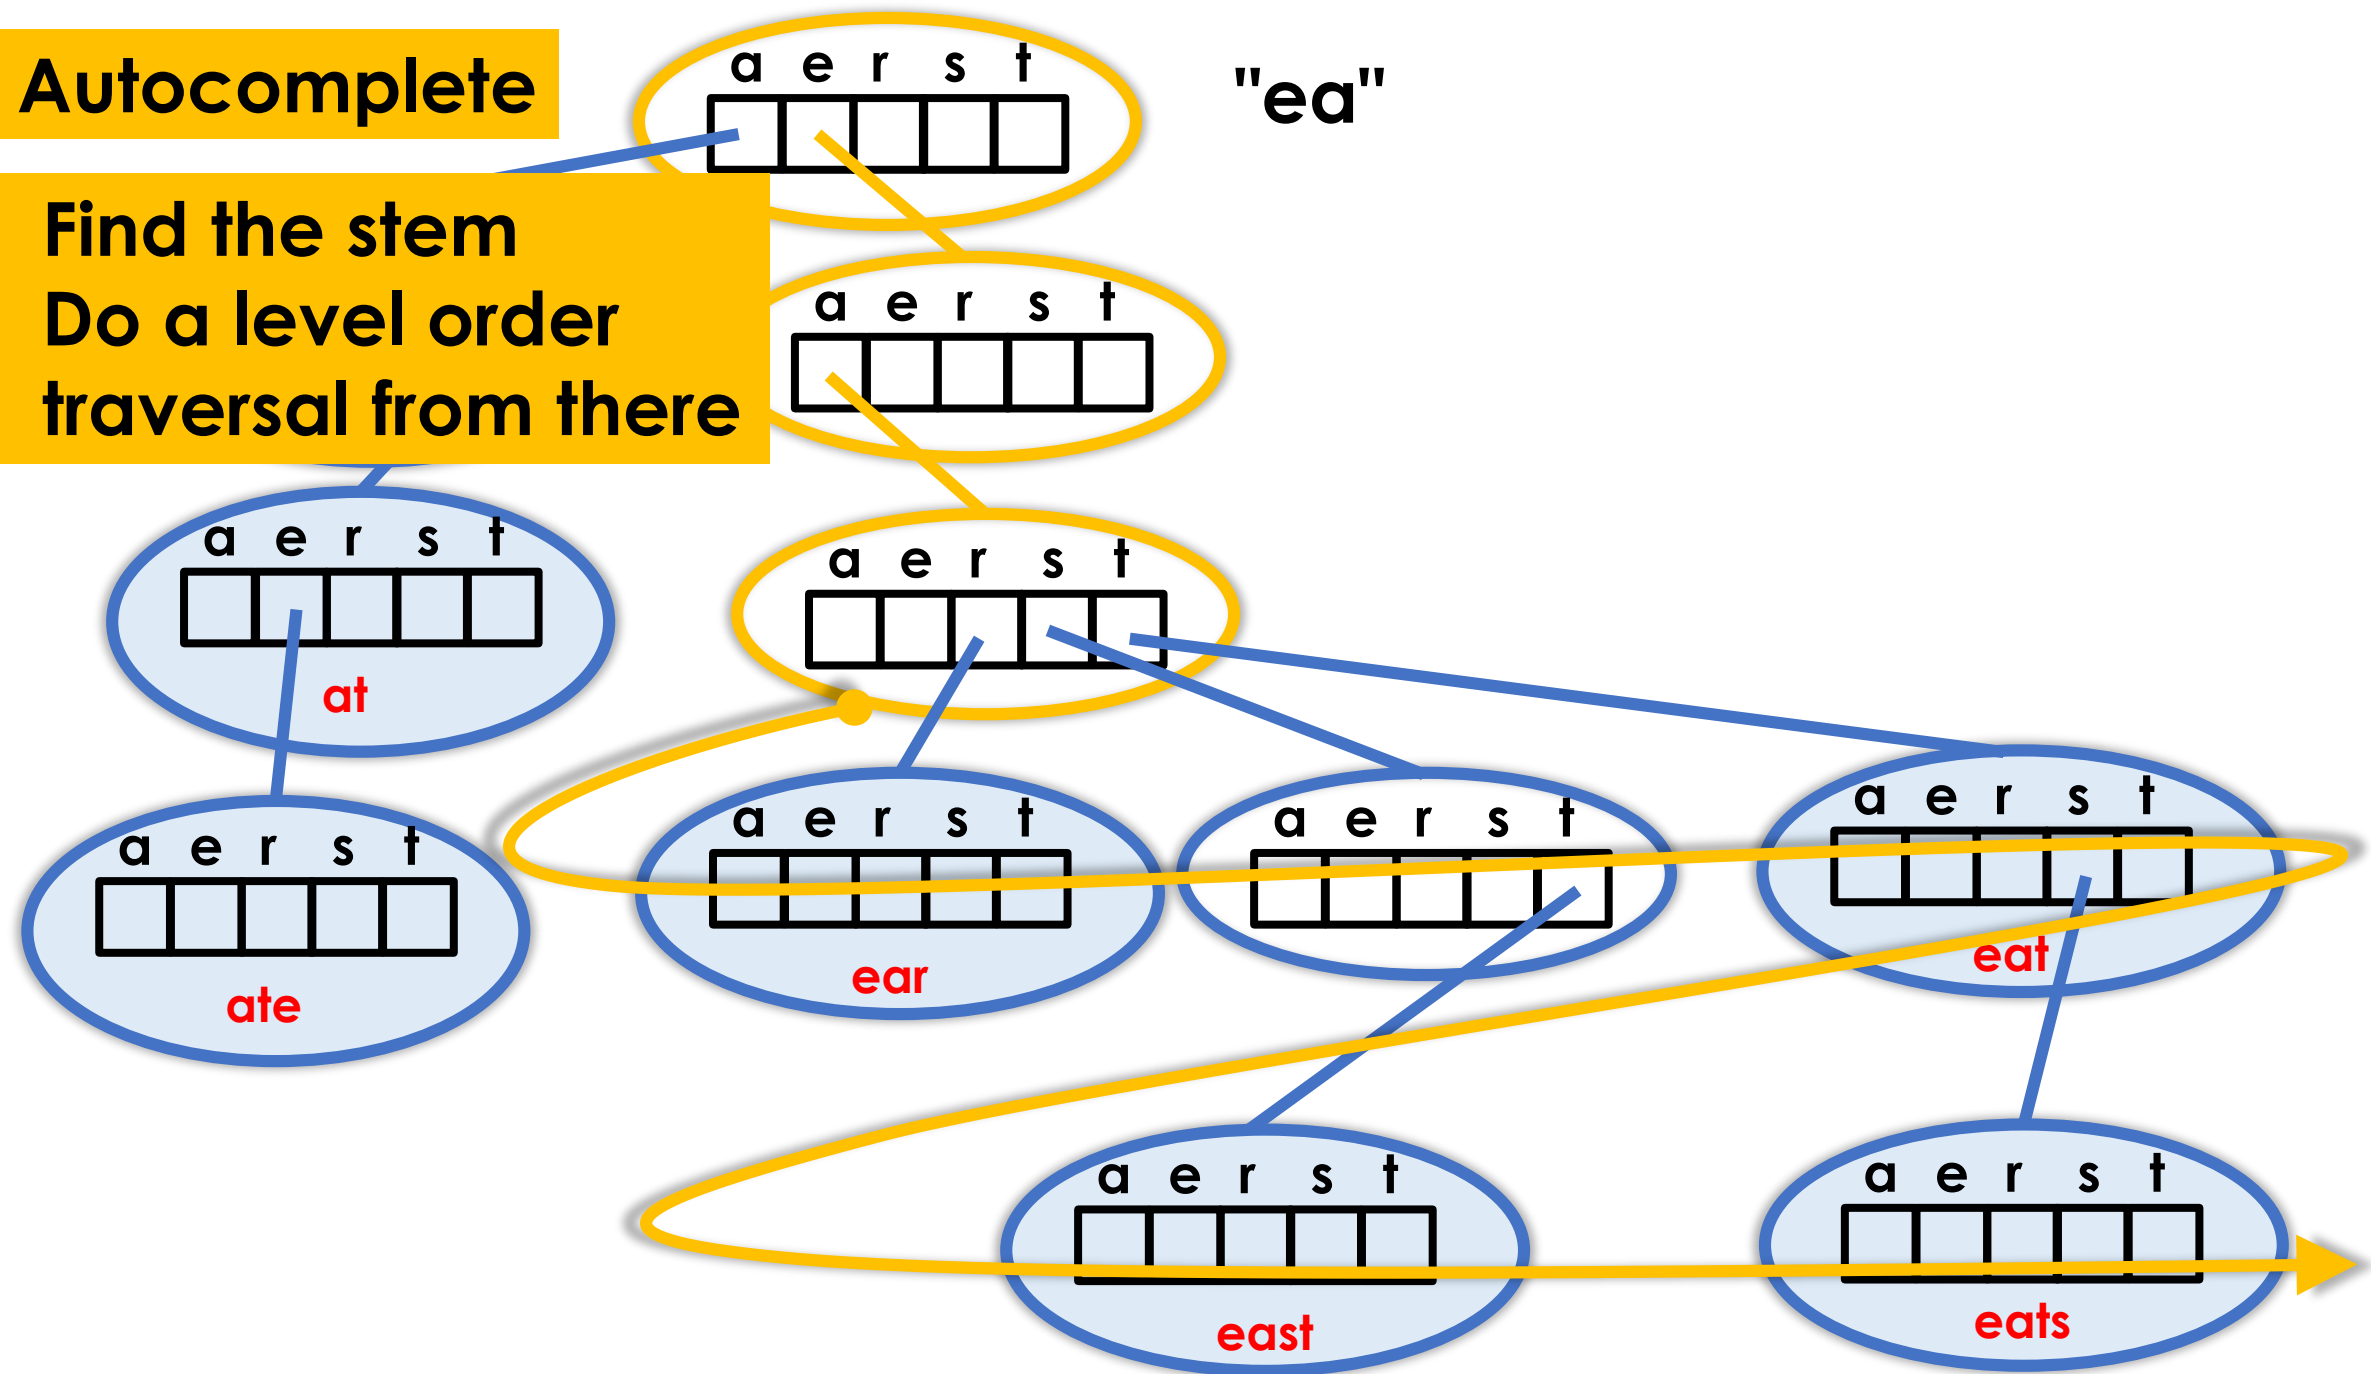 Autocomplete
a e r s t
"ea"
Find the stem
Do a level order
traversal from there
a e r s t
a e r s t
at
a e r s t
a e r s t
ate
a e r s t
ear
a e r s t
a e r s t
eat
a e r s t
east
a e r s t
eats